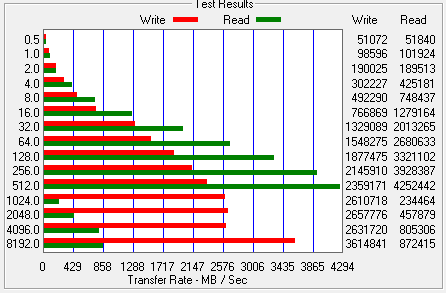 Test Results
Write Read Write Read
0.5 51072 51840
1.0 98596 101924
2.0 190025 189513
4.0 302227 425181
8.0 492290 748437
16.0 766869 1279164
32.0 1329089 2013265
64.0 1548275 2680633
128.0 1877475 3321102
256.0 2145910 3928387
512.0 2359171 4252442
1024.0 2610718 234464
2048.0 2657776 457879
4096.0 2631720 805306
8192.0 3614841 872415
0 429 858 1288 1717 2147 2576 3006 3435 3865 4294
Transfer Rate - MB / Sec